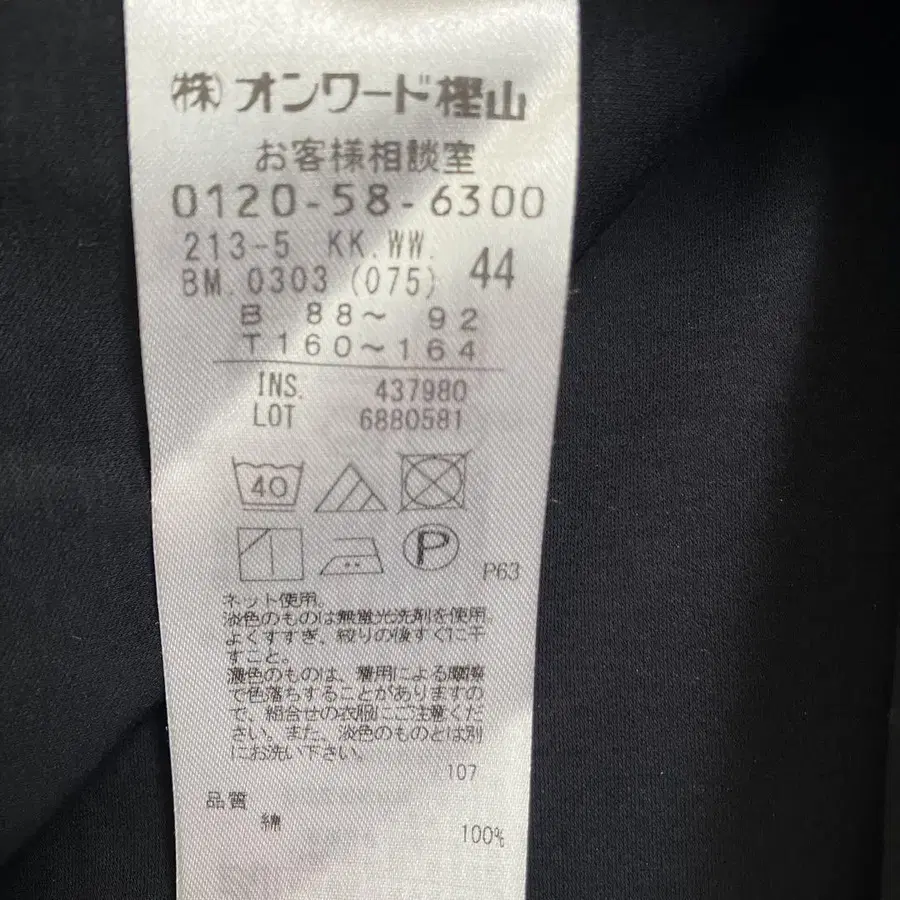 ㈱オンワード樫山
お客様相談室
0120-58-6300
213-5 KK.WW.
BM.0303 (075) 44
B 88~ 92
T160~164
INS. 437980
LOT 6880581
40
P
P63
ネット使用。
淡色のものは無蛍光洗剤を使用。
よくすすぎ、絞りの後すぐに干
すこと。
濃色のものは、着用による摩擦
で色落ちすることがありますの
で、組合せの衣服にご注意くだ
さい。また、淡色のものとは別
にお洗い下さい。
107
品質
綿
100%